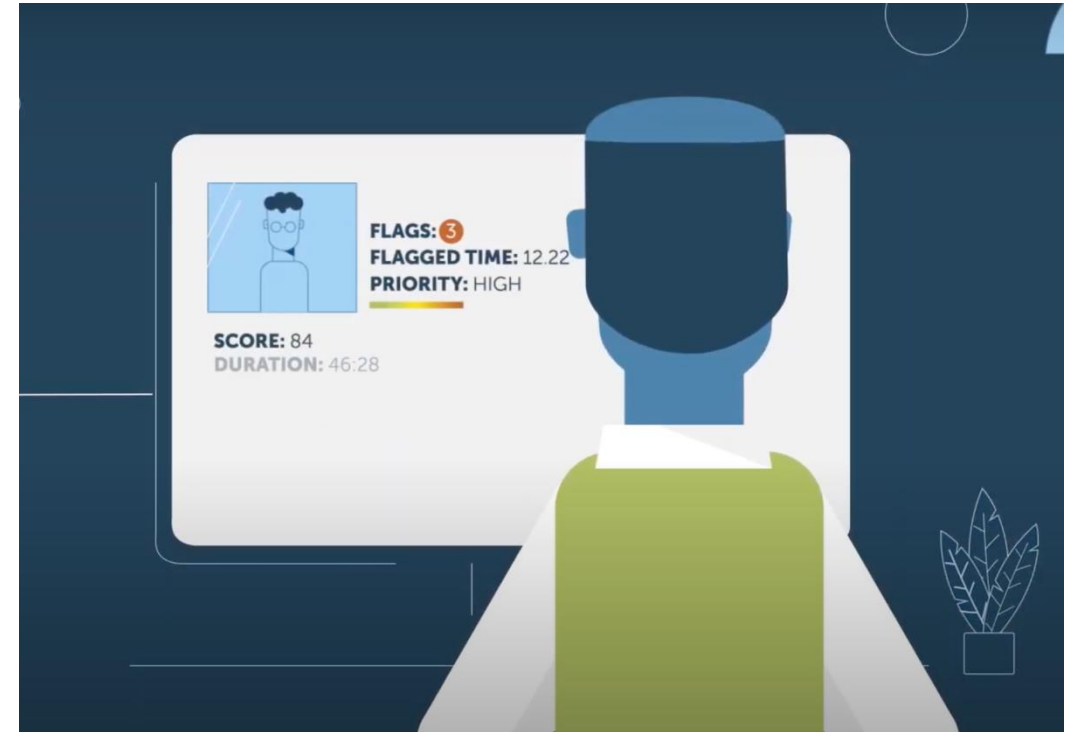 FLAGS: 3
FLAGGED TIME: 12.22
PRIORITY: HIGH
SCORE: 84
DURATION: 46:28